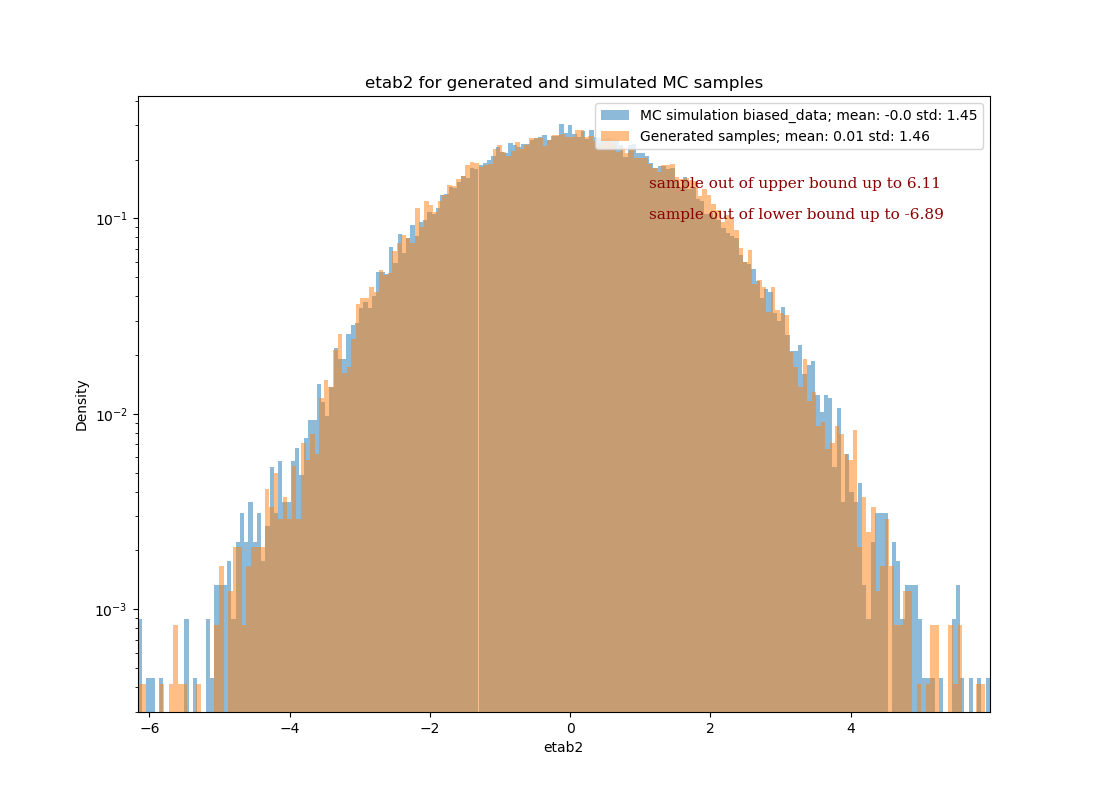 etab2 for generated and simulated MC samples
MC simulation biased_data; mean: -0.0 std: 1.45
Generated samples; mean: 0.01 std: 1.46
sample out of upper bound up to 6.11
sample out of lower bound up to -6.89
Density
10⁻¹
10⁻²
10⁻³
−6 −4 −2 0 2 4
etab2